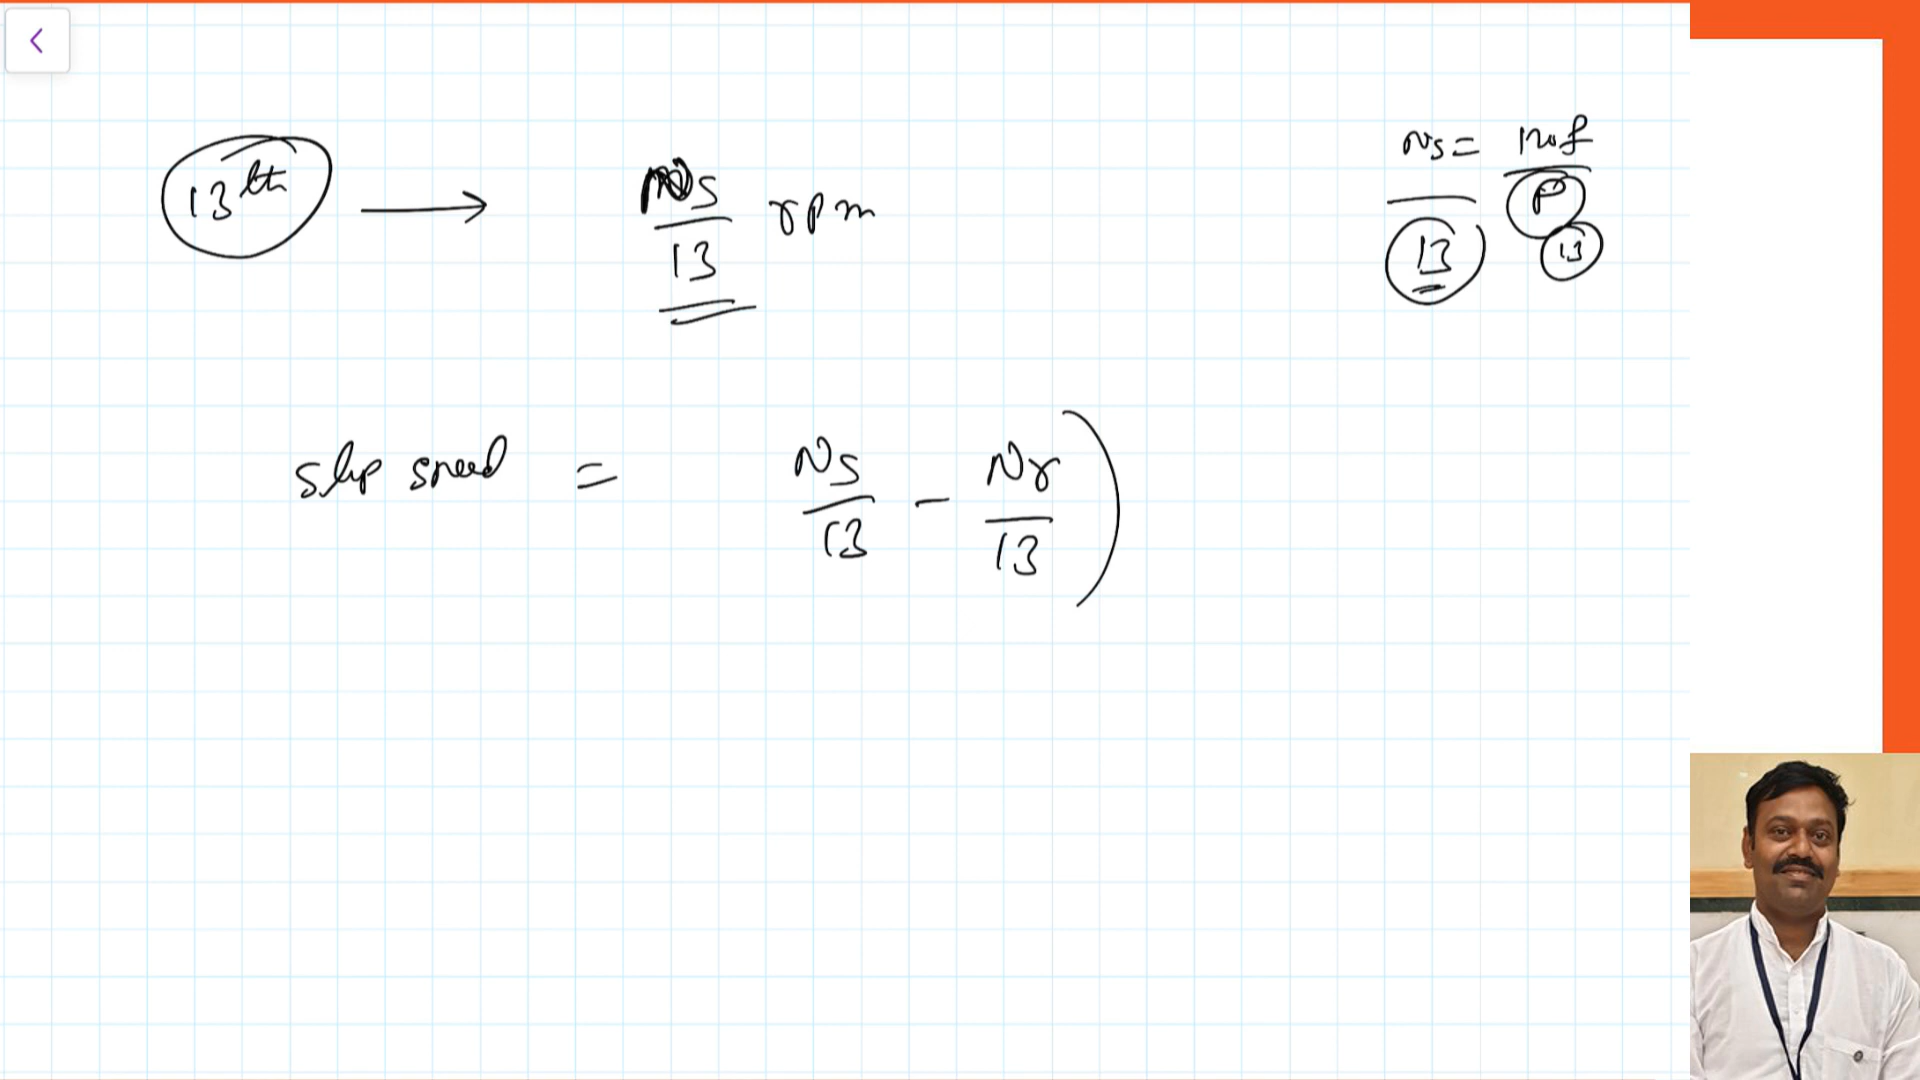 13th → Ns/13 rpm
Ns/13 = 120f/P 13
slip speed = Ns/13 - Nr/13)